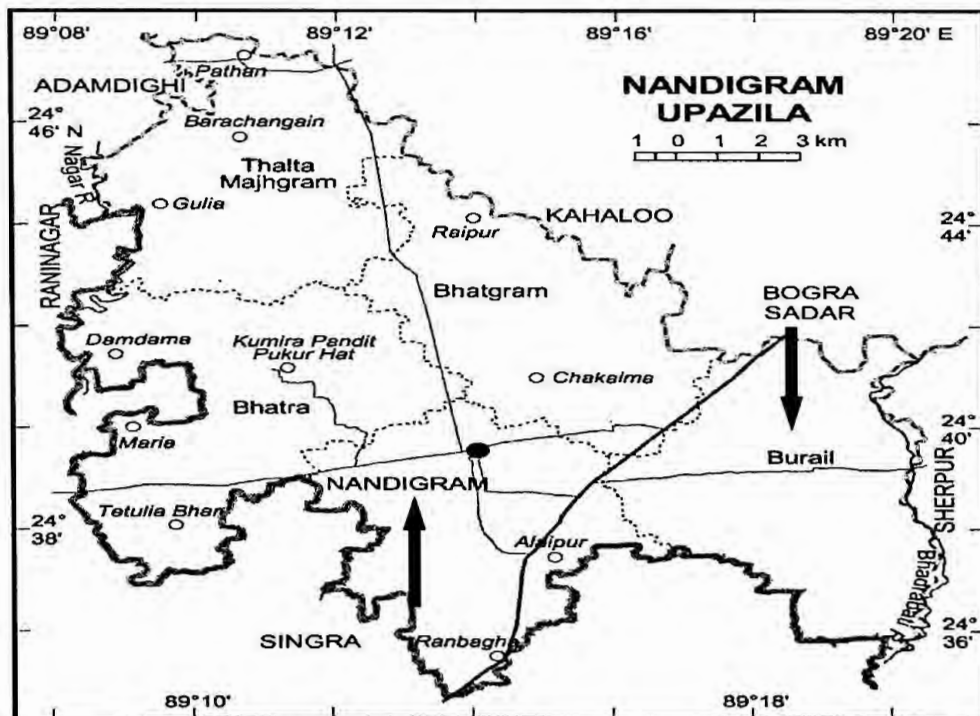 89°08'
89°12'
89°16'
89°20' E
ADAMDIGHI
Pathan
NANDIGRAM
UPAZILA
1 0 1 2 3 km
24°
46' N
Barachangain
Thalta
Majhgram
Nagar R
Gulia
RANINAGAR
KAHALOO
24°
44'
Raipur
Bhatgram
BOGRA
SADAR
Damdama
Kumira Pandit
Pukur Hat
Chakalma
Bhatra
Maria
24°
40'
Burail
NANDIGRAM
SHERPUR
Tetulia Bhar
24°
38'
Alaipur
SINGRA
Ranbagha
24°
36'
89°10'
89°14'
89°18'